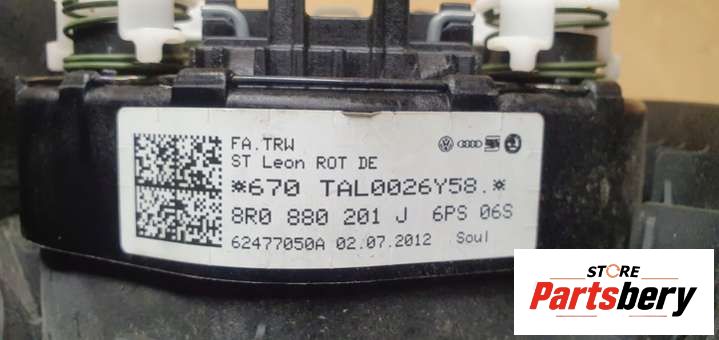 FA.TRW
ST Leon ROT DE
*670 TAL0026Y58.*
8R0 880 201 J 6PS 06S
62477050A 02.07.2012 Soul
STORE
Partsbery